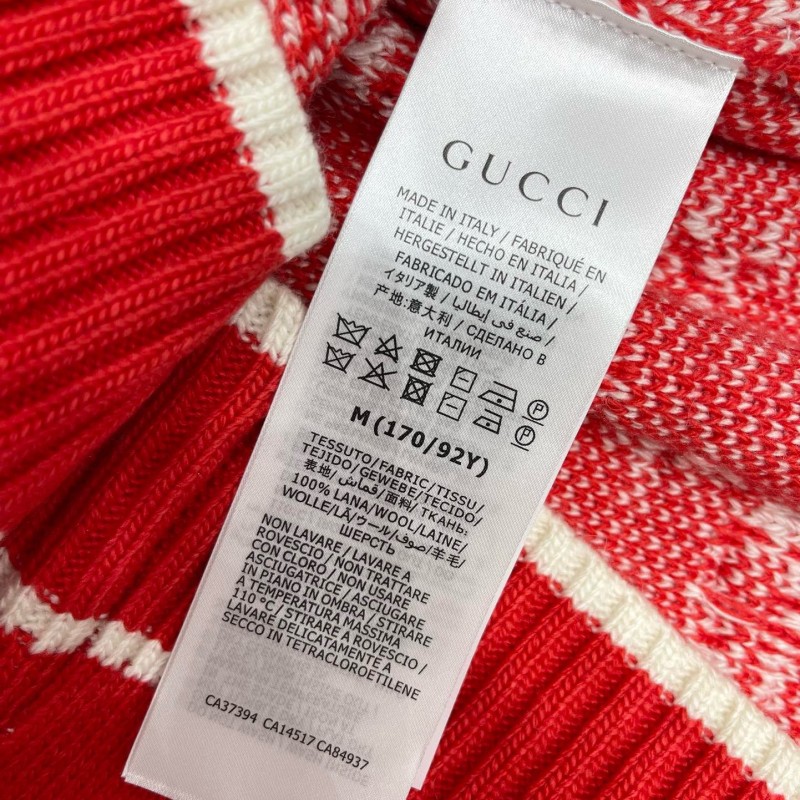 GUCCI
MADE IN ITALY / FABRIQUÉ EN
ITALIE / HECHO EN ITALIA /
HERGESTELLT IN ITALIEN /
FABRICADO EM ITÁLIA /
イタリア製 / صنع في إيطاليا /
产地:意大利 / СДЕЛАНО В
ИТАЛИИ
M (170/92Y)
TESSUTO/FABRIC/TISSU/
TEJIDO/GEWEBE/TECIDO/
表地/قماش/面料/ТКАНЬ:
100% LANA/WOOL/LAINE/
WOLLE/LÃ/ウール/صوف/羊毛/
ШЕРСТЬ
NON LAVARE / LAVARE A
ROVESCIO / NON TRATTARE
CON CLORO / NON USARE
ASCIUGATRICE / ASCIUGARE
IN PIANO IN OMBRA / STIRARE
A TEMPERATURA MASSIMA
110 °C / STIRARE A ROVESCIO /
LAVARE DELICATAMENTE A
SECCO IN TETRACLOROETILENE
CA37394 CA14517 CA84937